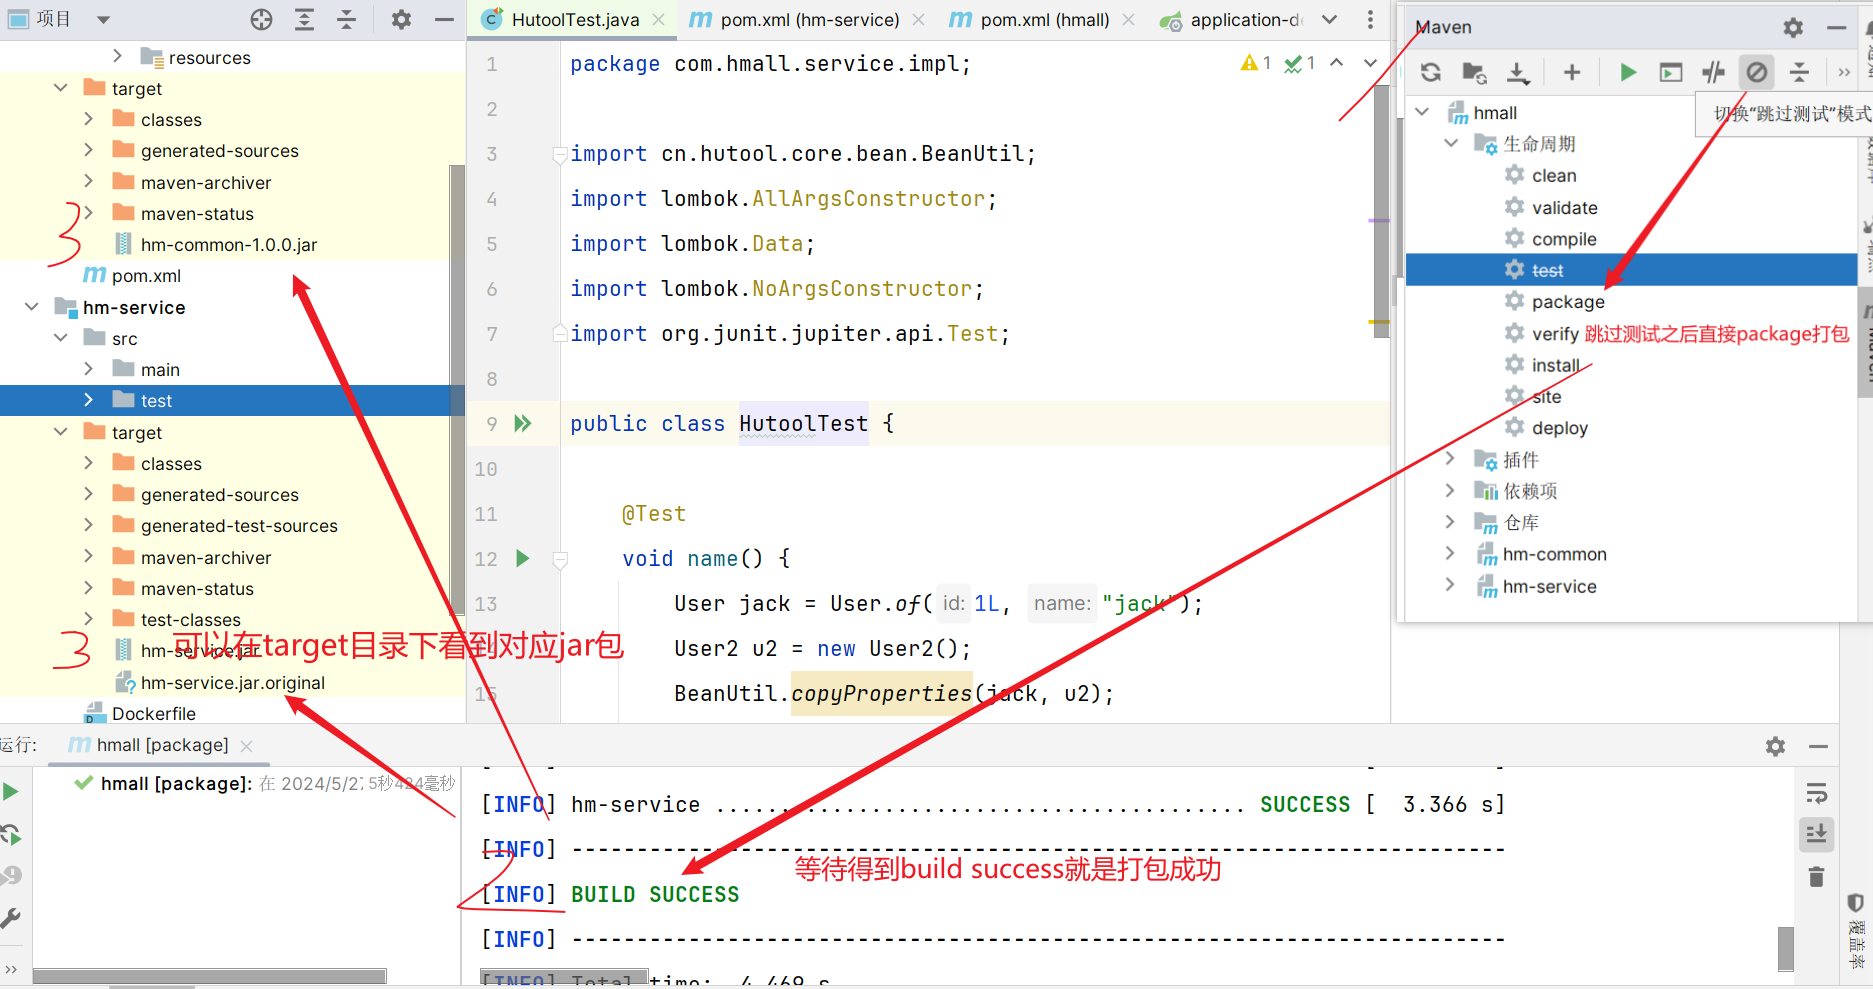 项目
resources
target
classes
generated-sources
maven-archiver
maven-status
hm-common-1.0.0.jar
pom.xml
hm-service
src
main
test
target
classes
generated-sources
generated-test-sources
maven-archiver
maven-status
test-classes
hm-service.jar
可以在target目录下看到对应jar包
hm-service.jar.original
Dockerfile
3
3
HutoolTest.java
pom.xml (hm-service)
pom.xml (hmall)
application-de
1 1
1 package com.hmall.service.impl;
2
3 import cn.hutool.core.bean.BeanUtil;
4 import lombok.AllArgsConstructor;
5 import lombok.Data;
6 import lombok.NoArgsConstructor;
7 import org.junit.jupiter.api.Test;
8
9 public class HutoolTest {
10
11 @Test
12 void name() {
13 User jack = User.of( id: 1L, name: "jack");
User2 u2 = new User2();
15 BeanUtil.copyProperties(jack, u2);
Maven
切换“跳过测试”模式
hmall
生命周期
clean
validate
compile
test
package
verify 跳过测试之后直接package打包
install
site
deploy
插件
依赖项
仓库
hm-common
hm-service
Maven
运行:
hmall [package]
hmall [package]: 在 2024/5/2 5秒424毫秒
[INFO] hm-service ......................................... SUCCESS [  3.366 s]
[INFO] ------------------------------------------------------------------------
等待得到build success就是打包成功
2
[INFO] BUILD SUCCESS
[INFO] ------------------------------------------------------------------------
[INFO] Total time:  4.469 s
覆盖率